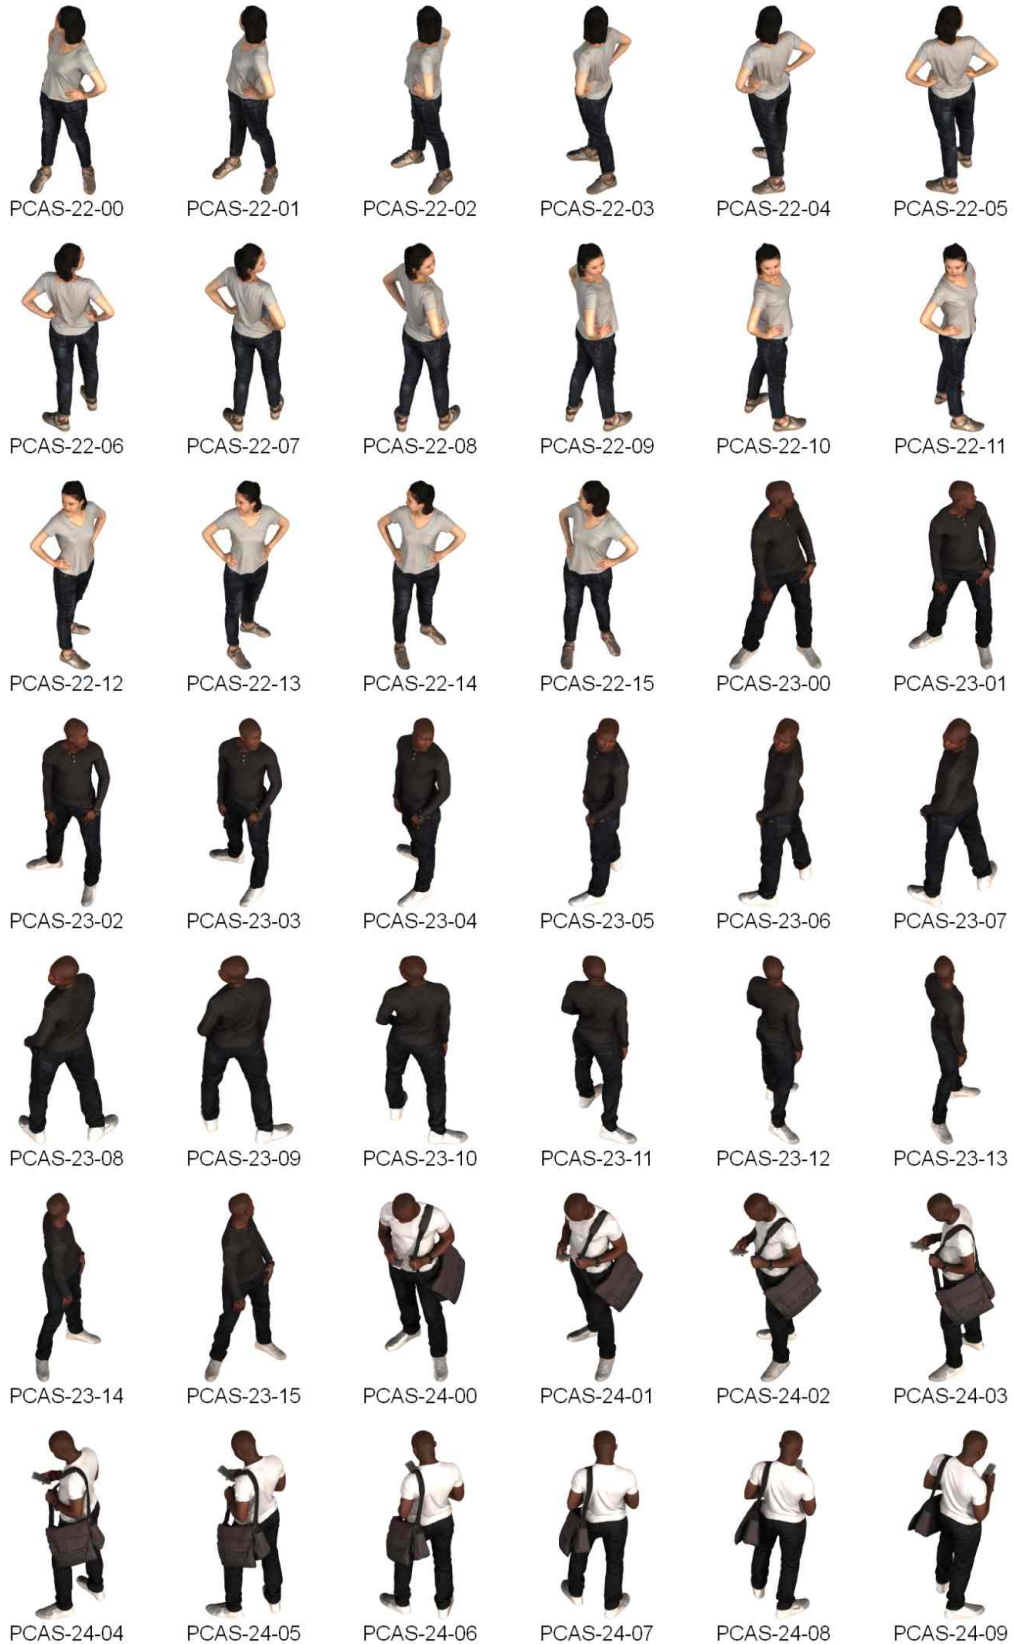 PCAS-22-00 PCAS-22-01 PCAS-22-02 PCAS-22-03 PCAS-22-04 PCAS-22-05
PCAS-22-06 PCAS-22-07 PCAS-22-08 PCAS-22-09 PCAS-22-10 PCAS-22-11
PCAS-22-12 PCAS-22-13 PCAS-22-14 PCAS-22-15 PCAS-23-00 PCAS-23-01
PCAS-23-02 PCAS-23-03 PCAS-23-04 PCAS-23-05 PCAS-23-06 PCAS-23-07
PCAS-23-08 PCAS-23-09 PCAS-23-10 PCAS-23-11 PCAS-23-12 PCAS-23-13
PCAS-23-14 PCAS-23-15 PCAS-24-00 PCAS-24-01 PCAS-24-02 PCAS-24-03
PCAS-24-04 PCAS-24-05 PCAS-24-06 PCAS-24-07 PCAS-24-08 PCAS-24-09